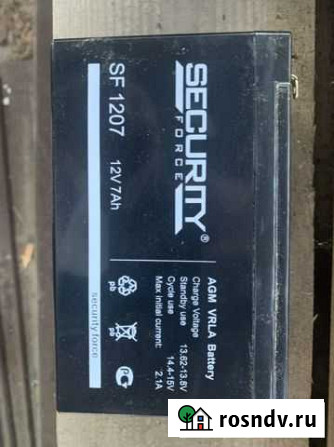 SECURITY®
FORCE
SF 1207
12V 7Ah
AGM VRLA Battery
Charge Voltage
Standby use 13.62-13.8V
Cycle use 14.4-15V
Max initial current: 2.1A
Pb
Pb
security force
rosndv.ru